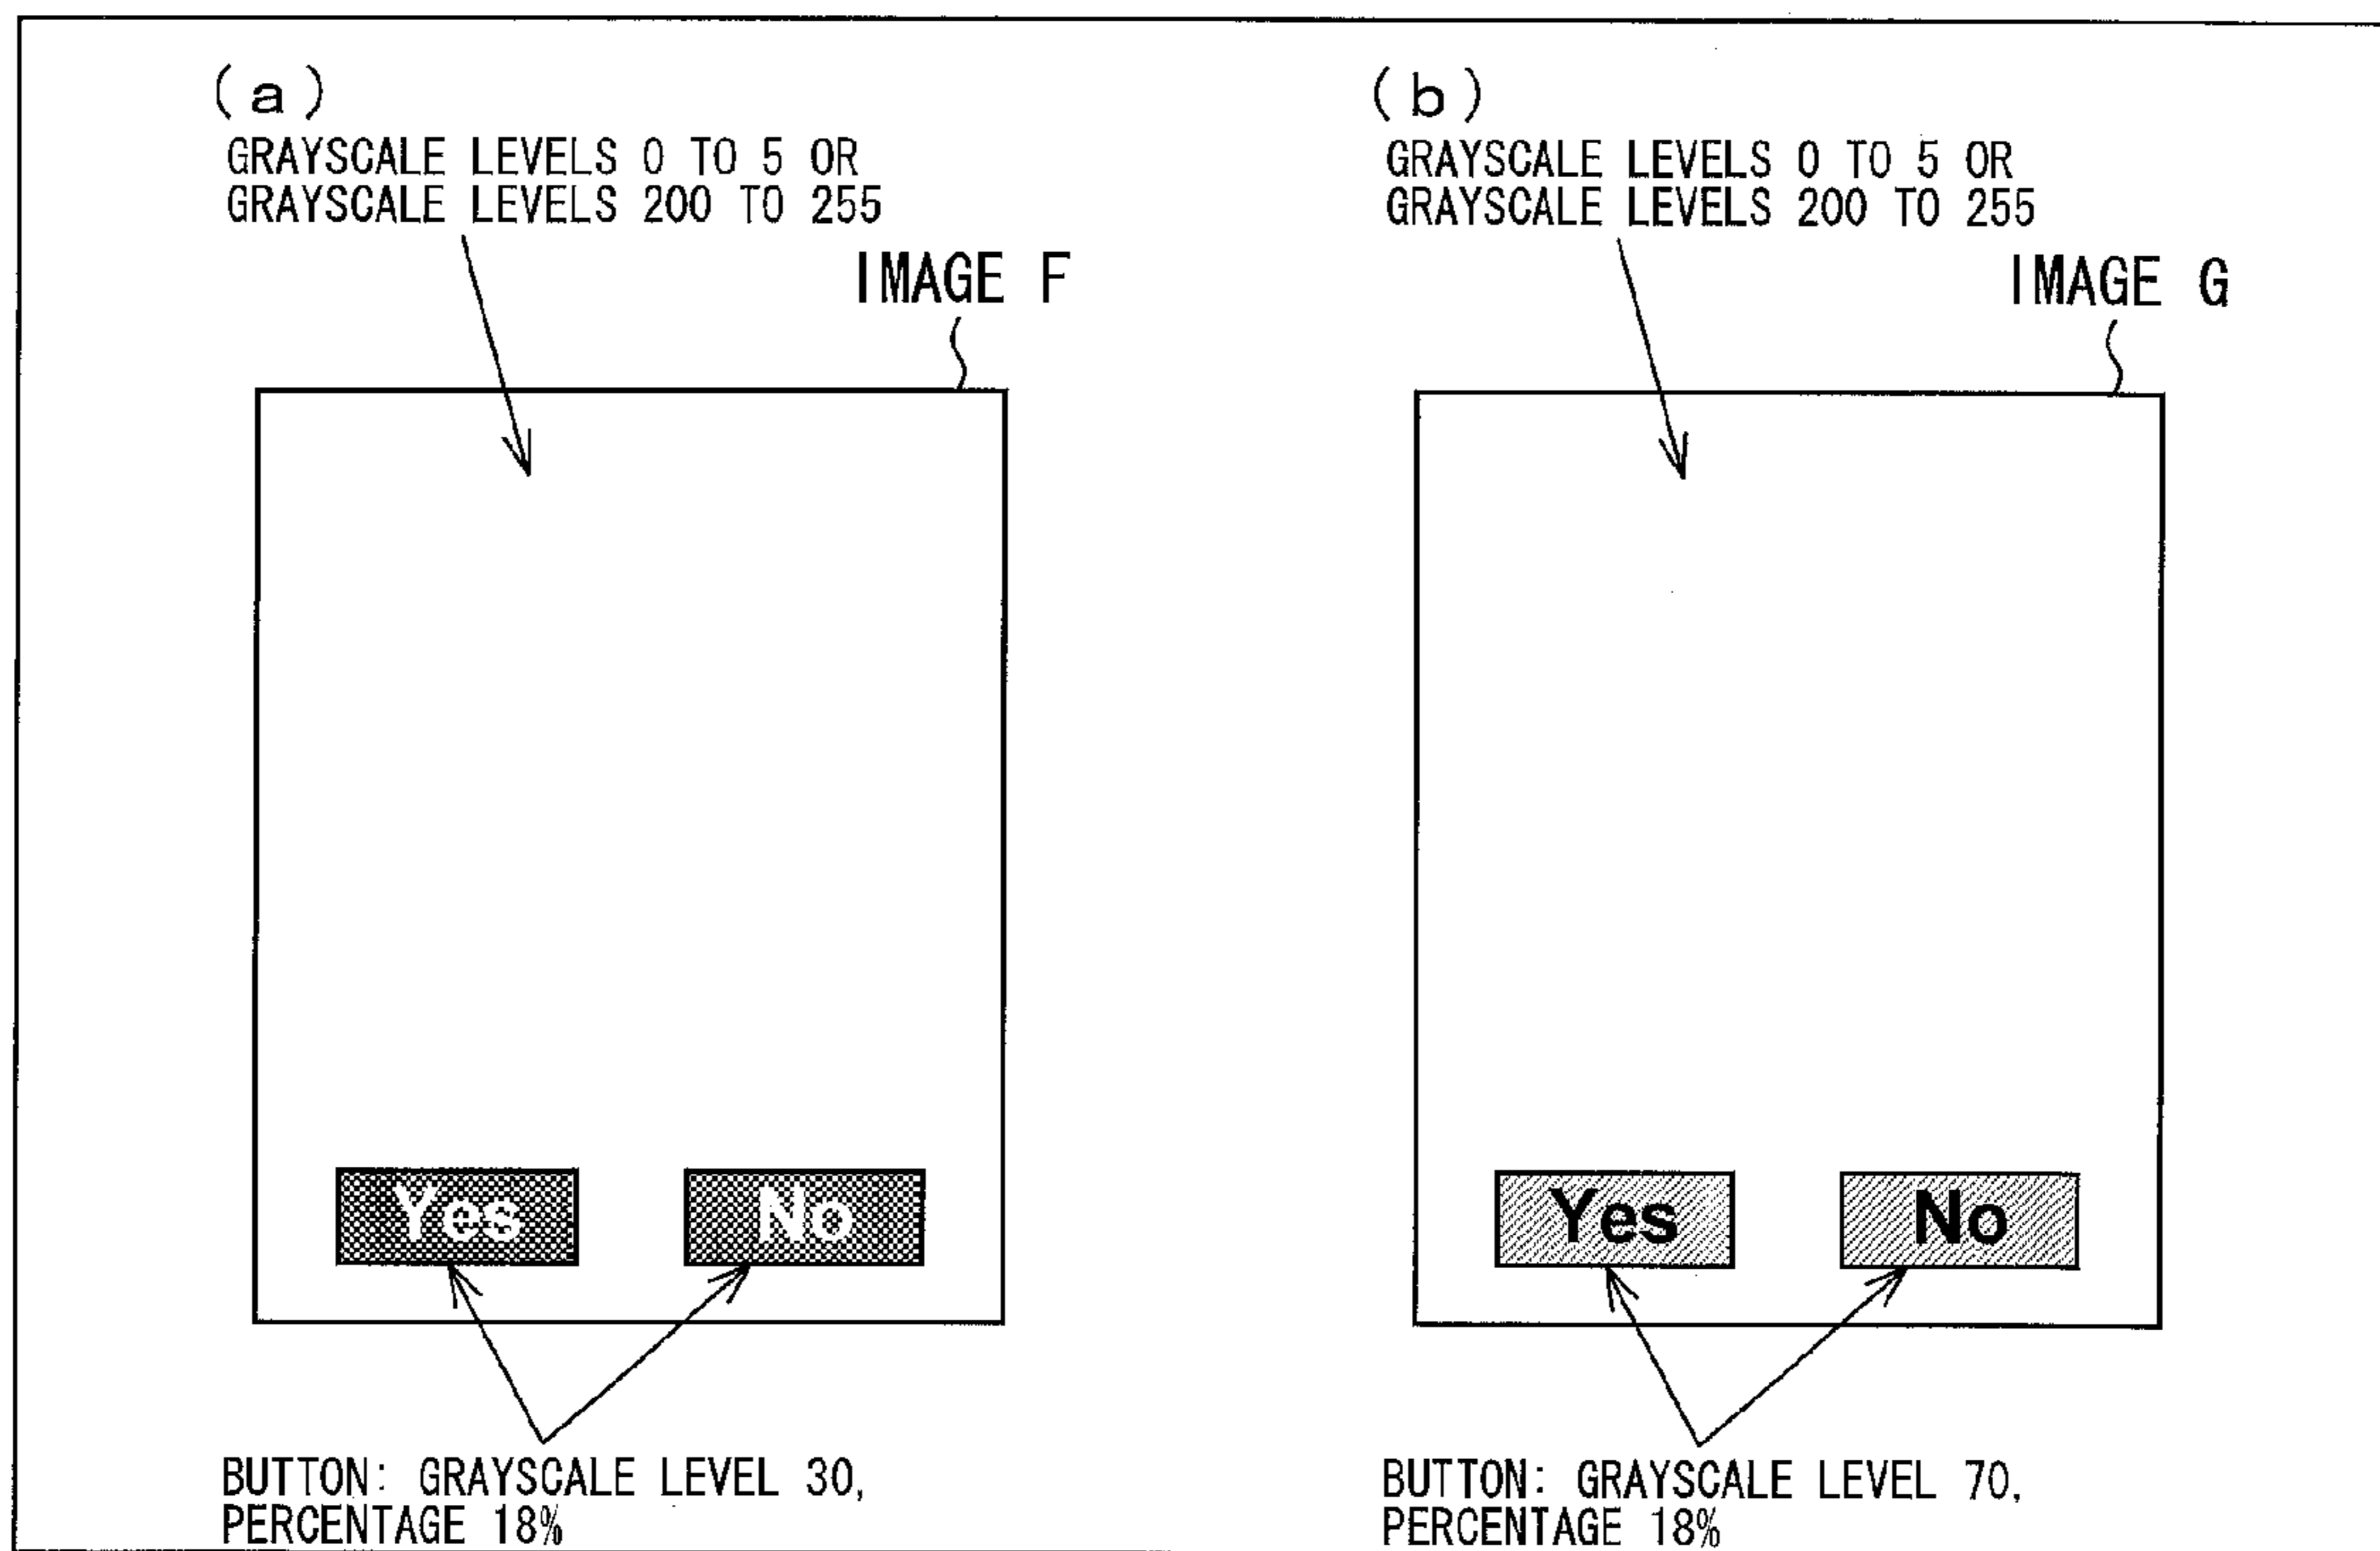 (a)
GRAYSCALE LEVELS 0 TO 5 OR
GRAYSCALE LEVELS 200 TO 255
IMAGE F
Yes
No
BUTTON: GRAYSCALE LEVEL 30,
PERCENTAGE 18%
(b)
GRAYSCALE LEVELS 0 TO 5 OR
GRAYSCALE LEVELS 200 TO 255
IMAGE G
Yes
No
BUTTON: GRAYSCALE LEVEL 70,
PERCENTAGE 18%